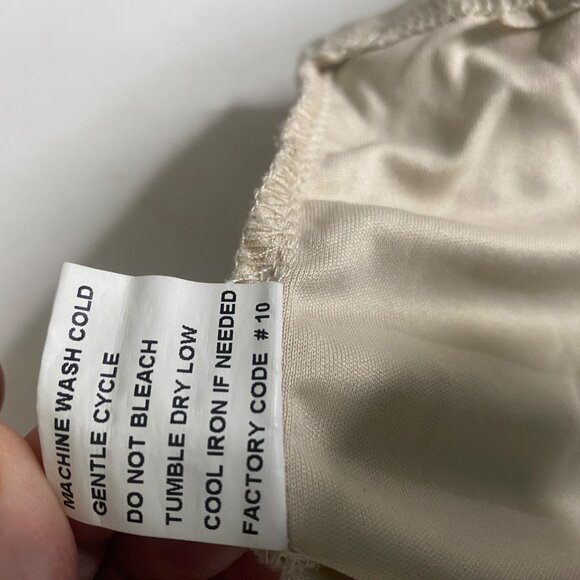 MACHINE WASH COLD
GENTLE CYCLE
DO NOT BLEACH
TUMBLE DRY LOW
COOL IRON IF NEEDED
FACTORY CODE # 10